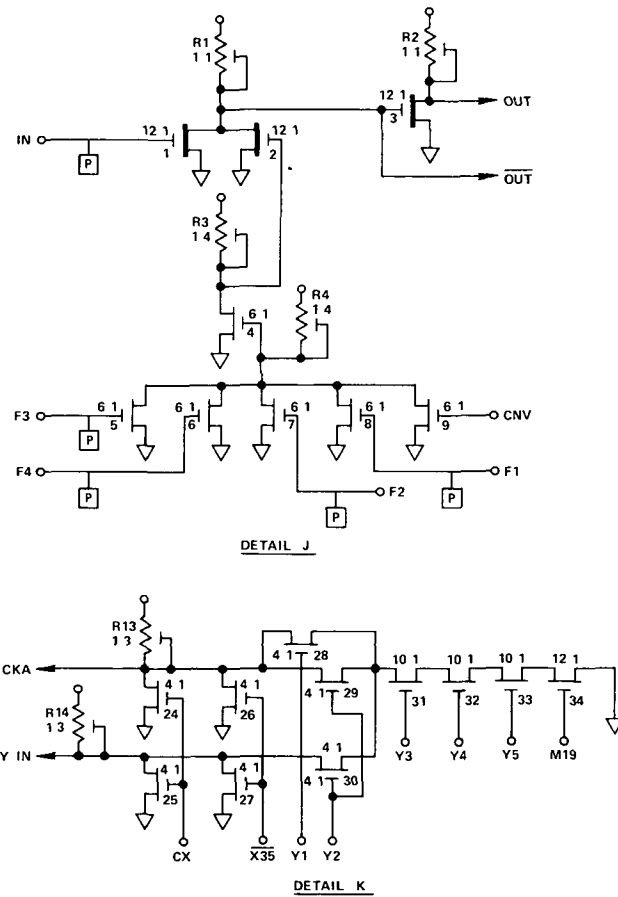 R1
1 1
R2
1 1
12 1
3
OUT
IN
P
12 1
1
12 1
2
OUT
R3
1 4
R4
1 4
6 1
4
F3
P
6 1
5
6 1
6
6 1
7
6 1
8
6 1
9
CNV
F4
P
F2
P
P
F1
DETAIL J
R13
1 3
CKA
4 1
24
4 1
26
4 1
28
4 1
29
10 1
31
10 1
32
10 1
33
12 1
34
R14
1 3
Y IN
4 1
25
4 1
27
4 1
4 1
30
Y3
Y4
Y5
M19
CX
X35
Y1
Y2
DETAIL K